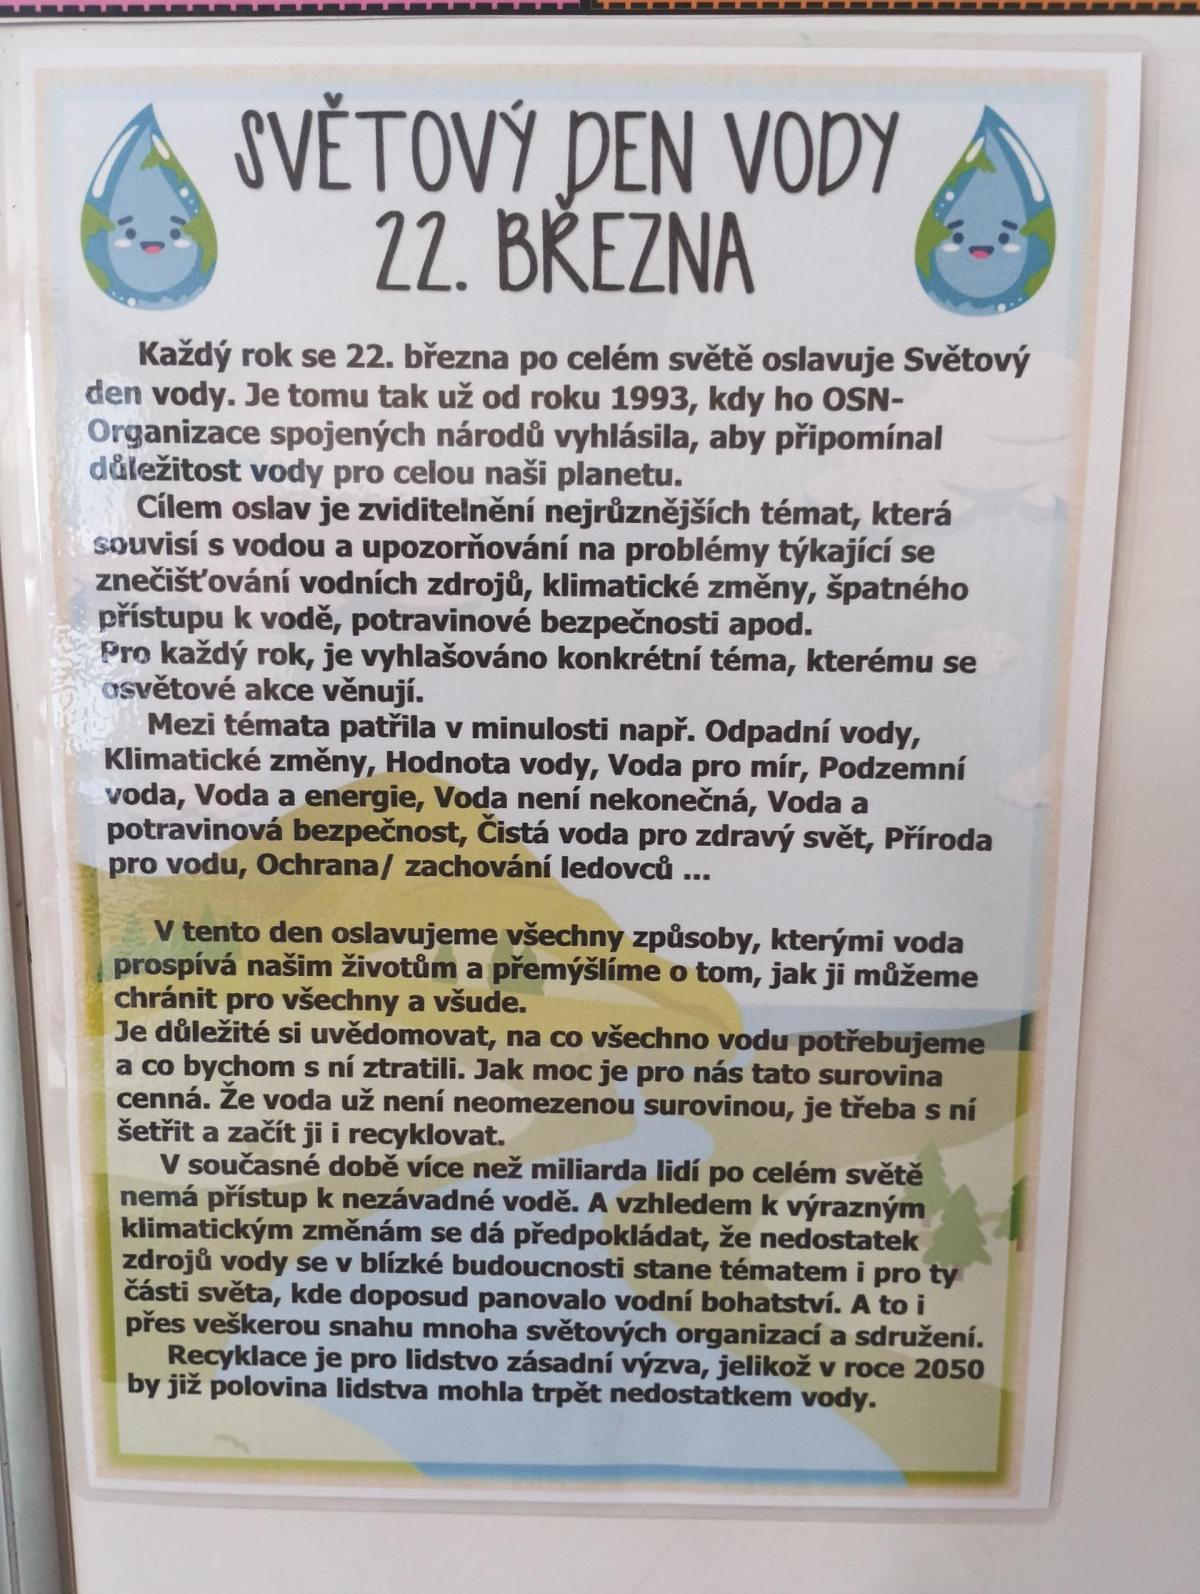 SVĚTOVÝ DEN VODY
22. BŘEZNA
Každý rok se 22. března po celém světě oslavuje Světový
den vody. Je tomu tak už od roku 1993, kdy ho OSN-
Organizace spojených národů vyhlásila, aby připomínal
důležitost vody pro celou naši planetu.
Cílem oslav je zviditelnění nejrůznějších témat, která
souvisí s vodou a upozorňování na problémy týkající se
znečišťování vodních zdrojů, klimatické změny, špatného
přístupu k vodě, potravinové bezpečnosti apod.
Pro každý rok, je vyhlašováno konkrétní téma, kterému se
osvětové akce věnují.
Mezi témata patřila v minulosti např. Odpadní vody,
Klimatické změny, Hodnota vody, Voda pro mír, Podzemní
voda, Voda a energie, Voda není nekonečná, Voda a
potravinová bezpečnost, Čistá voda pro zdravý svět, Příroda
pro vodu, Ochrana/ zachování ledovců ...
V tento den oslavujeme všechny způsoby, kterými voda
prospívá našim životům a přemýšlíme o tom, jak ji můžeme
chránit pro všechny a všude.
Je důležité si uvědomovat, na co všechno vodu potřebujeme
a co bychom s ní ztratili. Jak moc je pro nás tato surovina
cenná. Že voda už není neomezenou surovinou, je třeba s ní
šetřit a začít ji i recyklovat.
V současné době více než miliarda lidí po celém světě
nemá přístup k nezávadné vodě. A vzhledem k výrazným
klimatickým změnám se dá předpokládat, že nedostatek
zdrojů vody se v blízké budoucnosti stane tématem i pro ty
části světa, kde doposud panovalo vodní bohatství. A to i
přes veškerou snahu mnoha světových organizací a sdružení.
Recyklace je pro lidstvo zásadní výzva, jelikož v roce 2050
by již polovina lidstva mohla trpět nedostatkem vody.